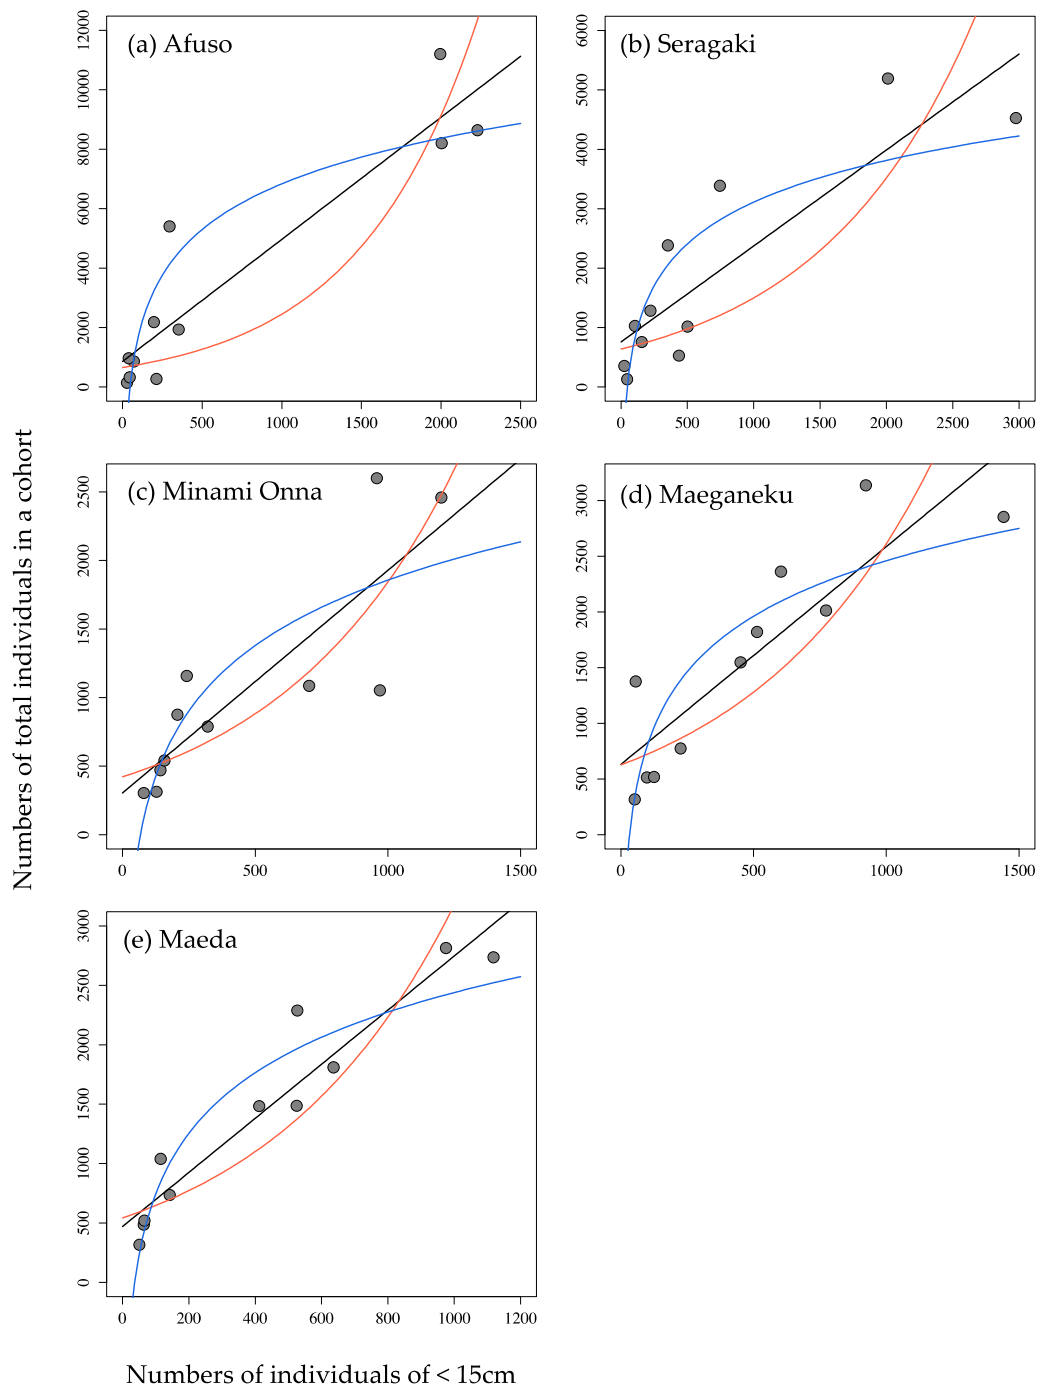 Numbers of total individuals in a cohort
(a) Afuso
0 2000 4000 6000 8000 10000 12000
0 500 1000 1500 2000 2500
(b) Seragaki
0 1000 2000 3000 4000 5000 6000
0 500 1000 1500 2000 2500 3000
(c) Minami Onna
0 500 1000 1500 2000 2500
0 500 1000 1500
(d) Maeganeku
0 500 1000 1500 2000 2500 3000
0 500 1000 1500
(e) Maeda
0 500 1000 1500 2000 2500 3000
0 200 400 600 800 1000 1200
Numbers of individuals of < 15cm